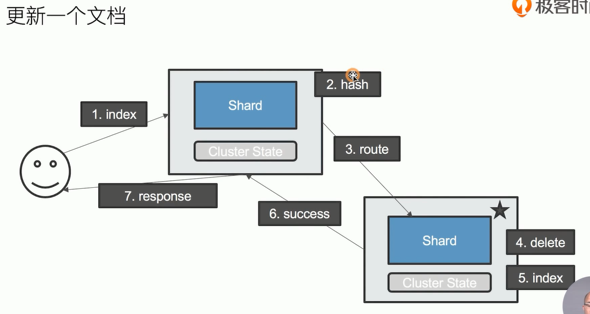 更新一个文档
极客时间
1. index
Shard
Cluster State
2. hash
3. route
7. response
6. success
Shard
Cluster State
4. delete
5. index